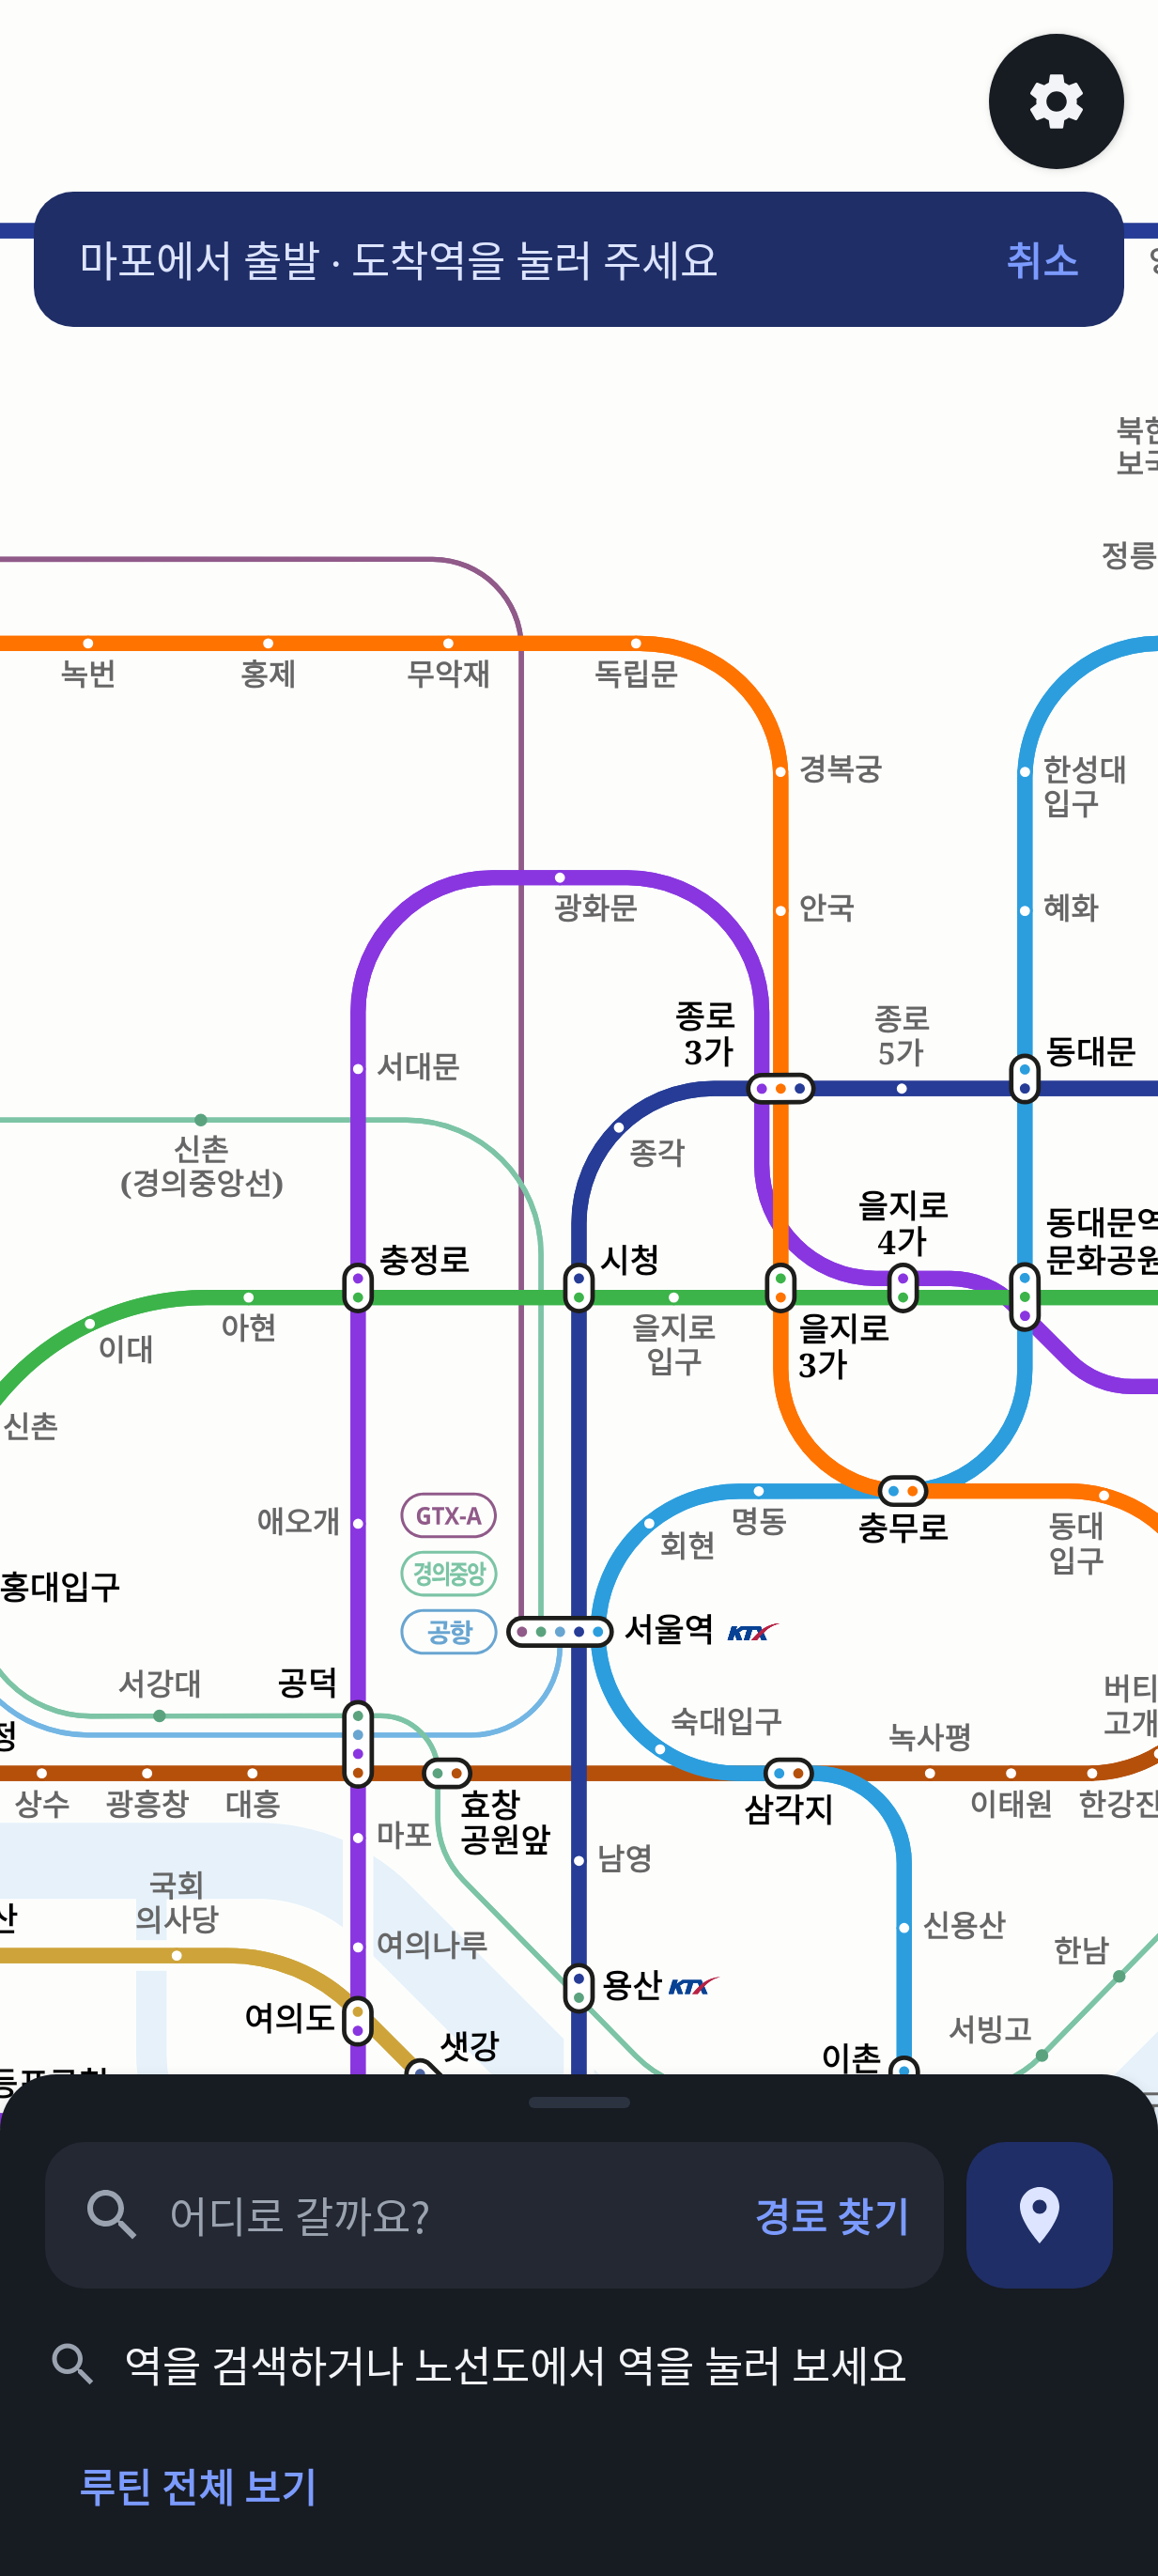 마포에서 출발 · 도착역을 눌러 주세요
취소
정릉
녹번
홍제
무악재
독립문
경복궁
한성대
입구
안국
혜화
광화문
종로
3가
종로
5가
동대문
서대문
종각
신촌
(경의중앙선)
을지로
4가
충정로
시청
아현
이대
을지로
입구
을지로
3가
신촌
애오개
GTX-A
경의중앙
공항
회현
명동
충무로
동대
입구
홍대입구
서울역 KTX
서강대
공덕
숙대입구
녹사평
버티
고개
상수
광흥창
대흥
마포
효창
공원앞
삼각지
이태원
남영
국회
의사당
여의나루
신용산
한남
용산 KTX
여의도
샛강
서빙고
이촌
어디로 갈까요?
경로 찾기
역을 검색하거나 노선도에서 역을 눌러 보세요
루틴 전체 보기